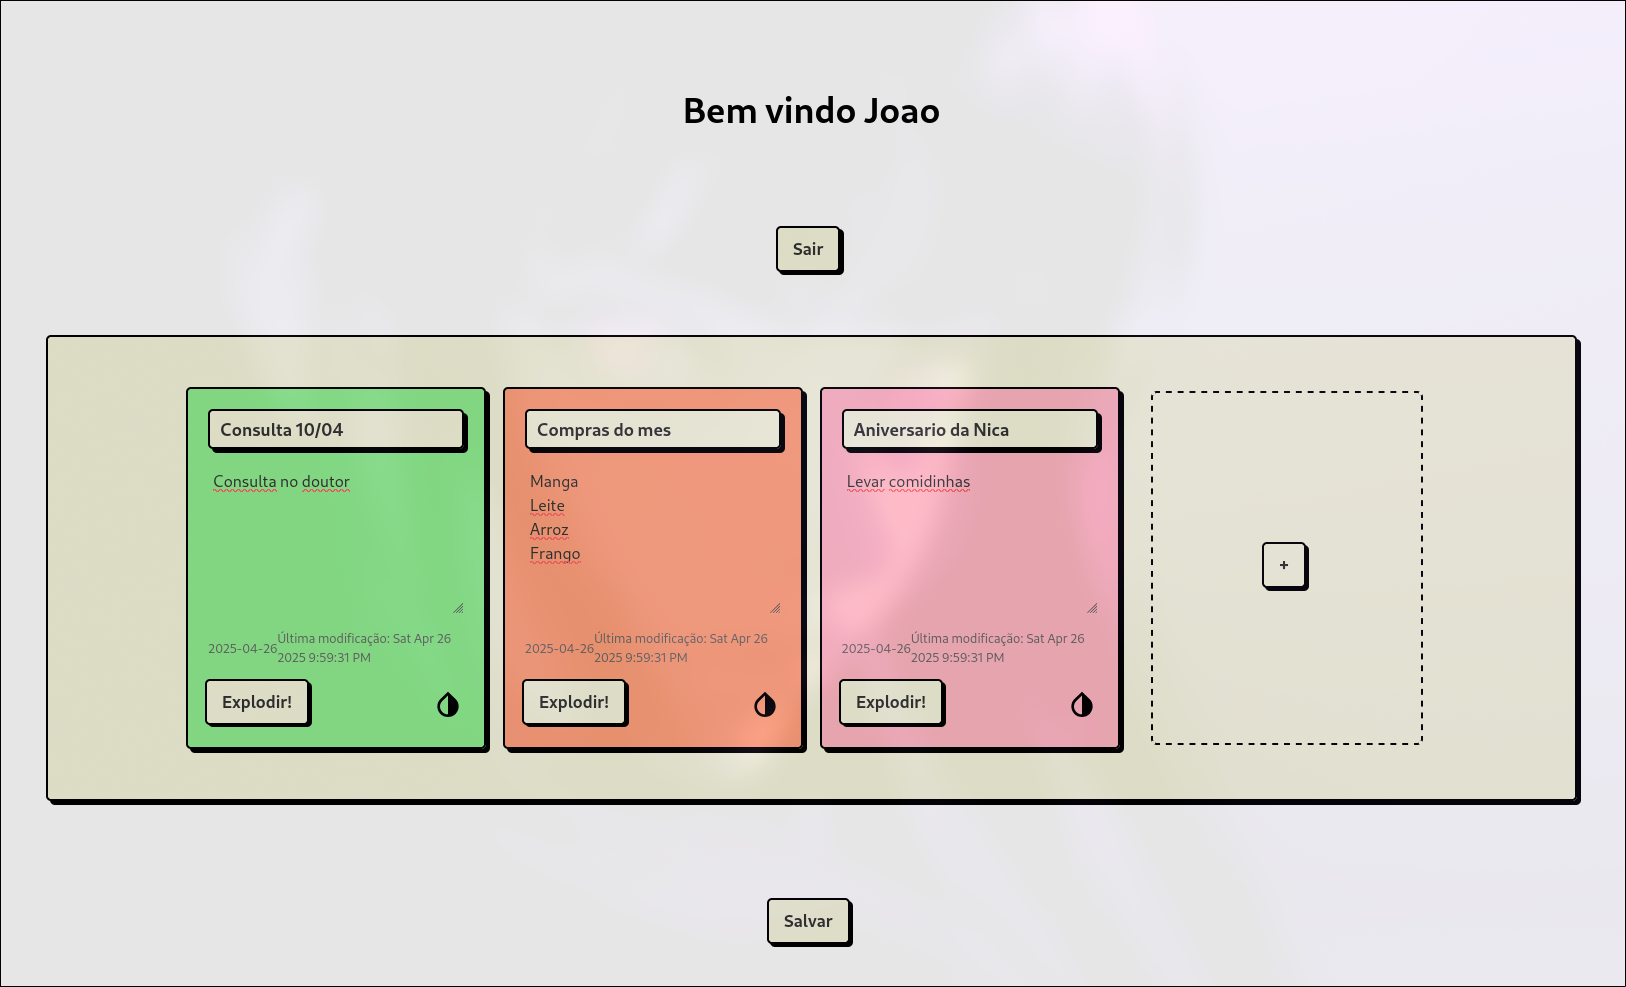 Bem vindo Joao
Sair
Consulta 10/04
Consulta no doutor
2025-04-26
Última modificação: Sat Apr 26
2025 9:59:31 PM
Explodir!
Compras do mes
Manga
Leite
Arroz
Frango
2025-04-26
Última modificação: Sat Apr 26
2025 9:59:31 PM
Explodir!
Aniversario da Nica
Levar comidinhas
2025-04-26
Última modificação: Sat Apr 26
2025 9:59:31 PM
Explodir!
+
Salvar